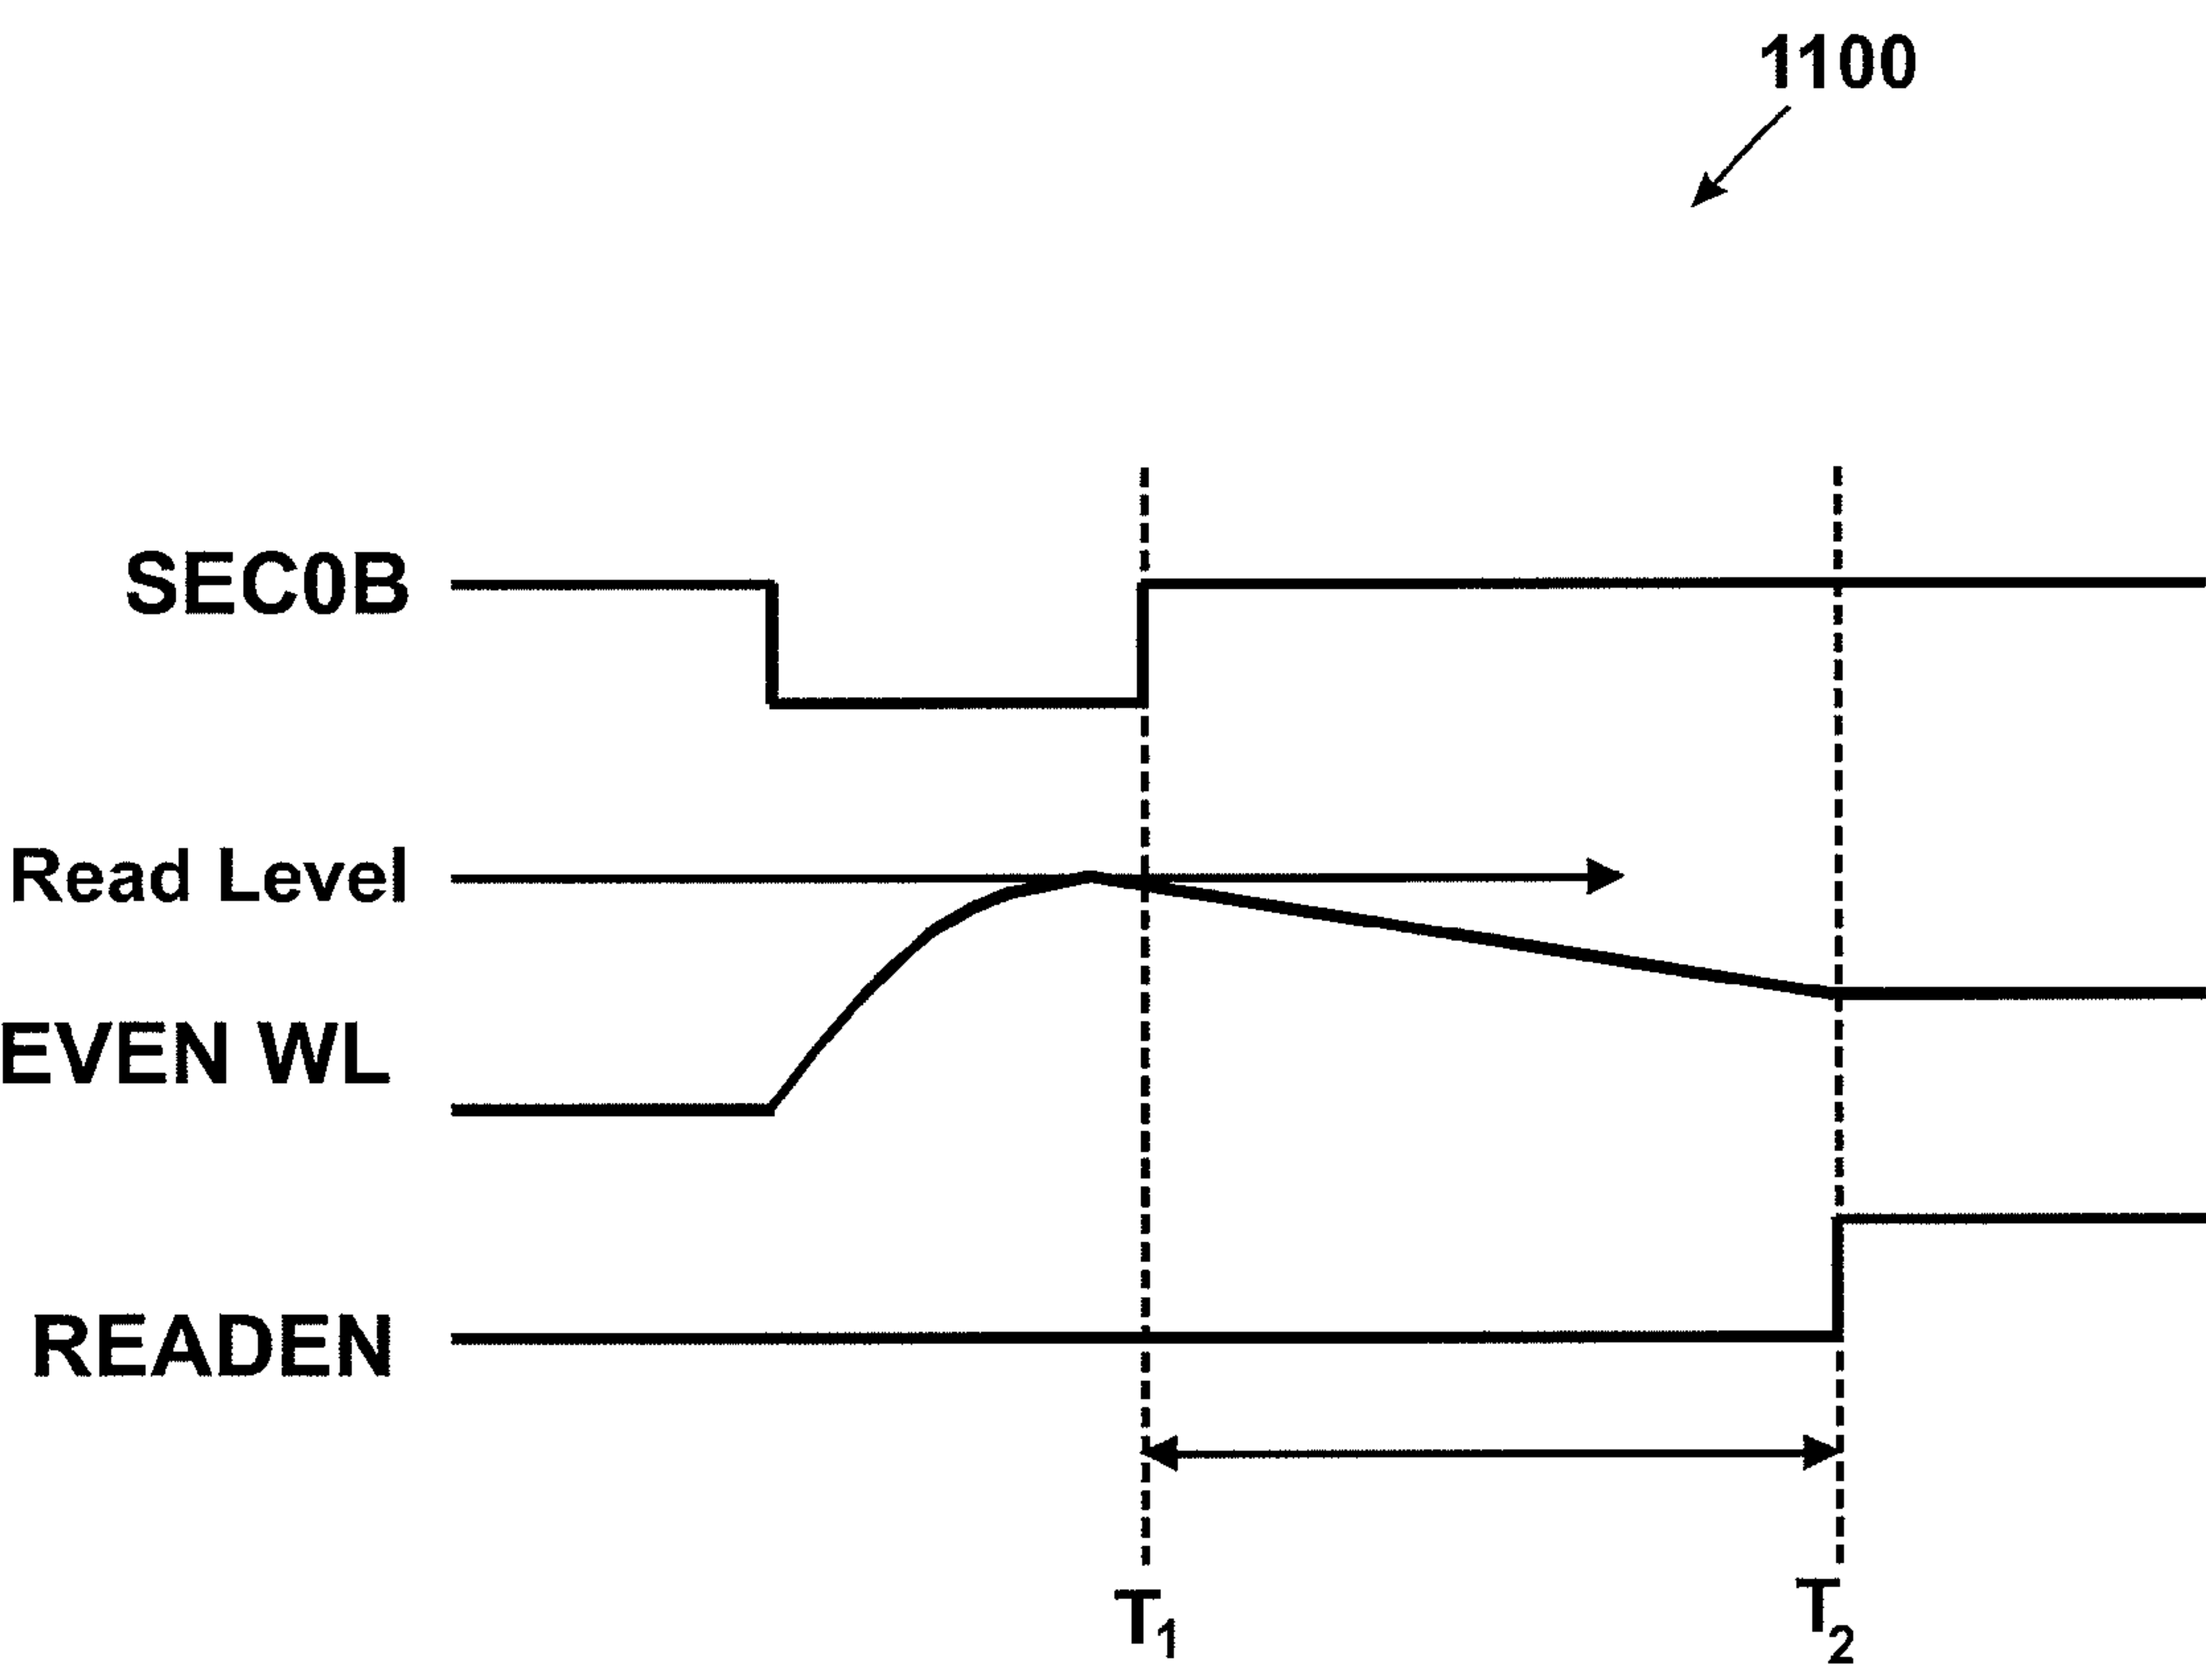 1100
SEC0B
Read Level
EVEN WL
READEN
T1
T2